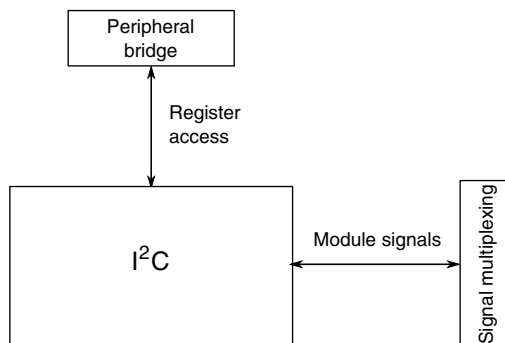 Peripheral
bridge
Register
access
I²C
Module signals
Signal multiplexing